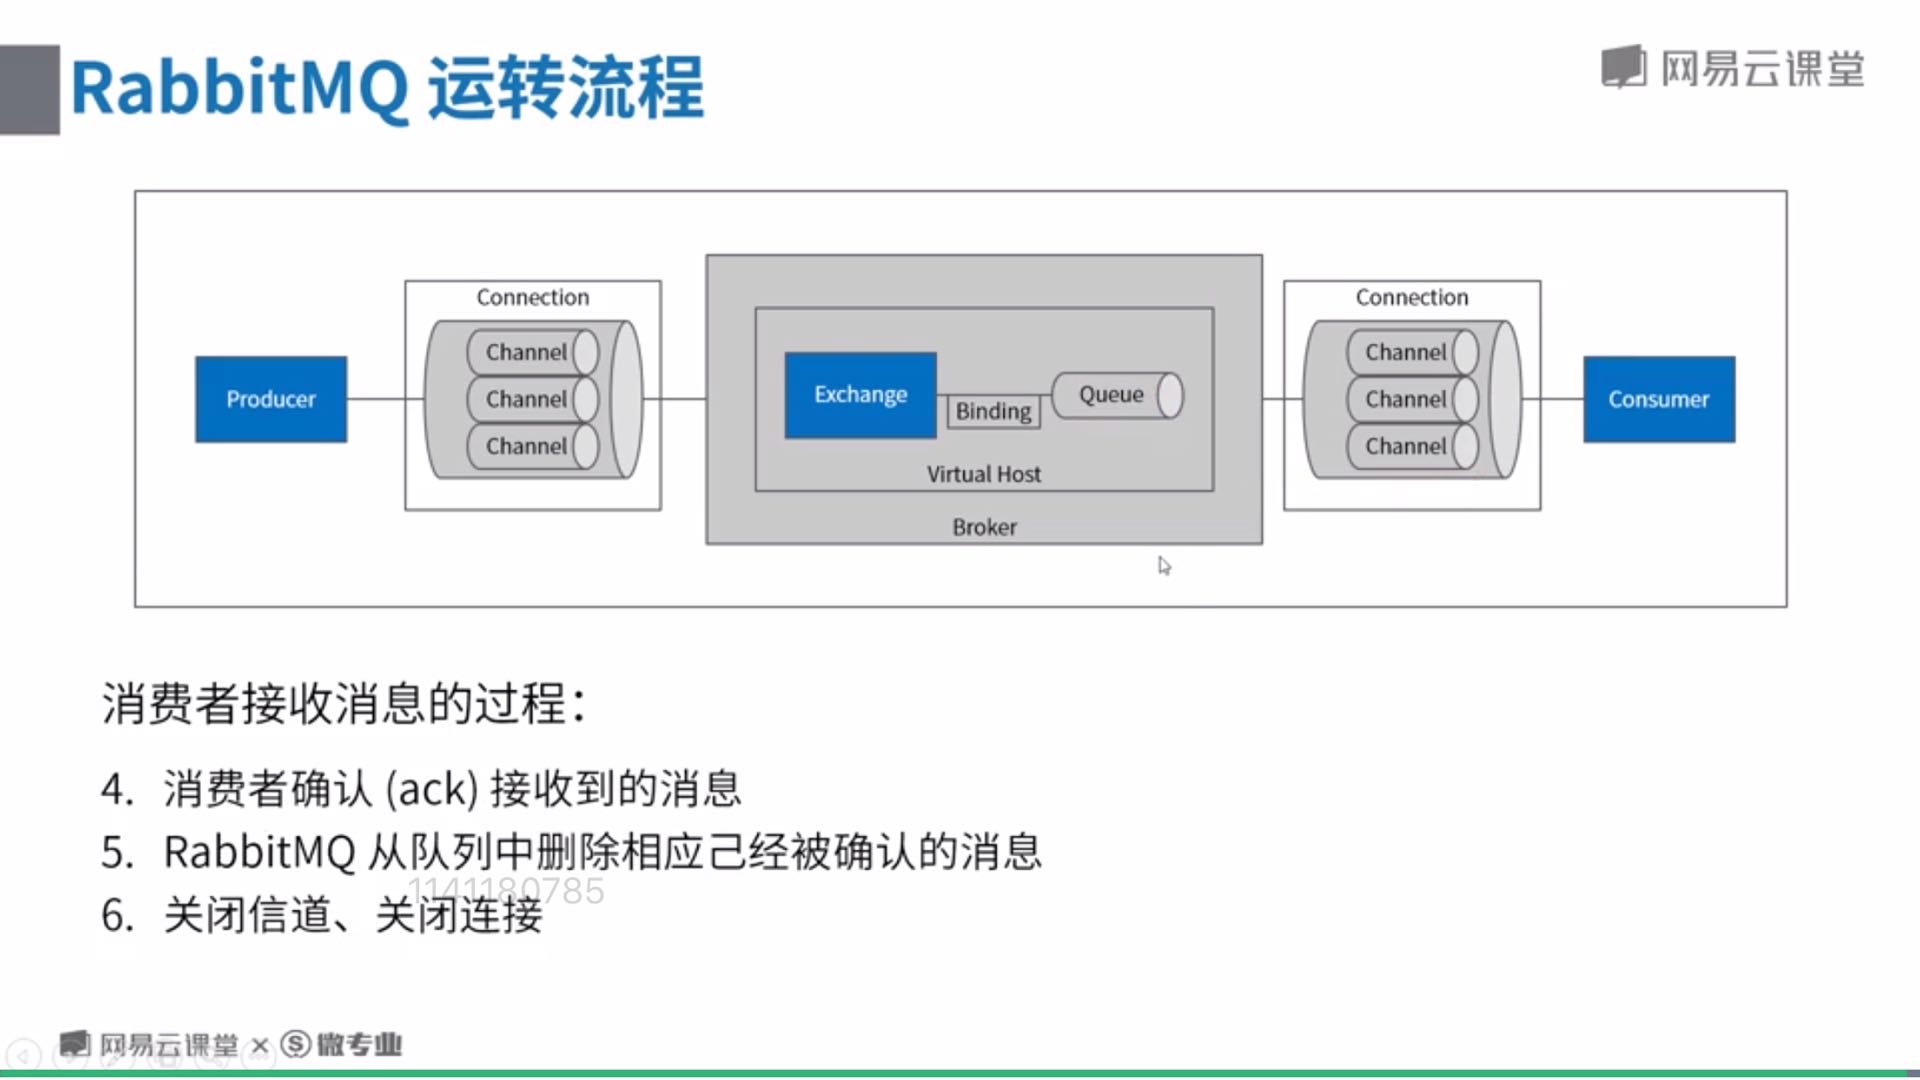 RabbitMQ 运转流程
网易云课堂
Connection
Channel
Channel
Channel
Producer
Exchange
Binding
Queue
Virtual Host
Broker
Connection
Channel
Channel
Channel
Consumer
消费者接收消息的过程：
4. 消费者确认 (ack) 接收到的消息
5. RabbitMQ 从队列中删除相应己经被确认的消息
1141180785
6. 关闭信道、关闭连接
网易云课堂 × 微专业